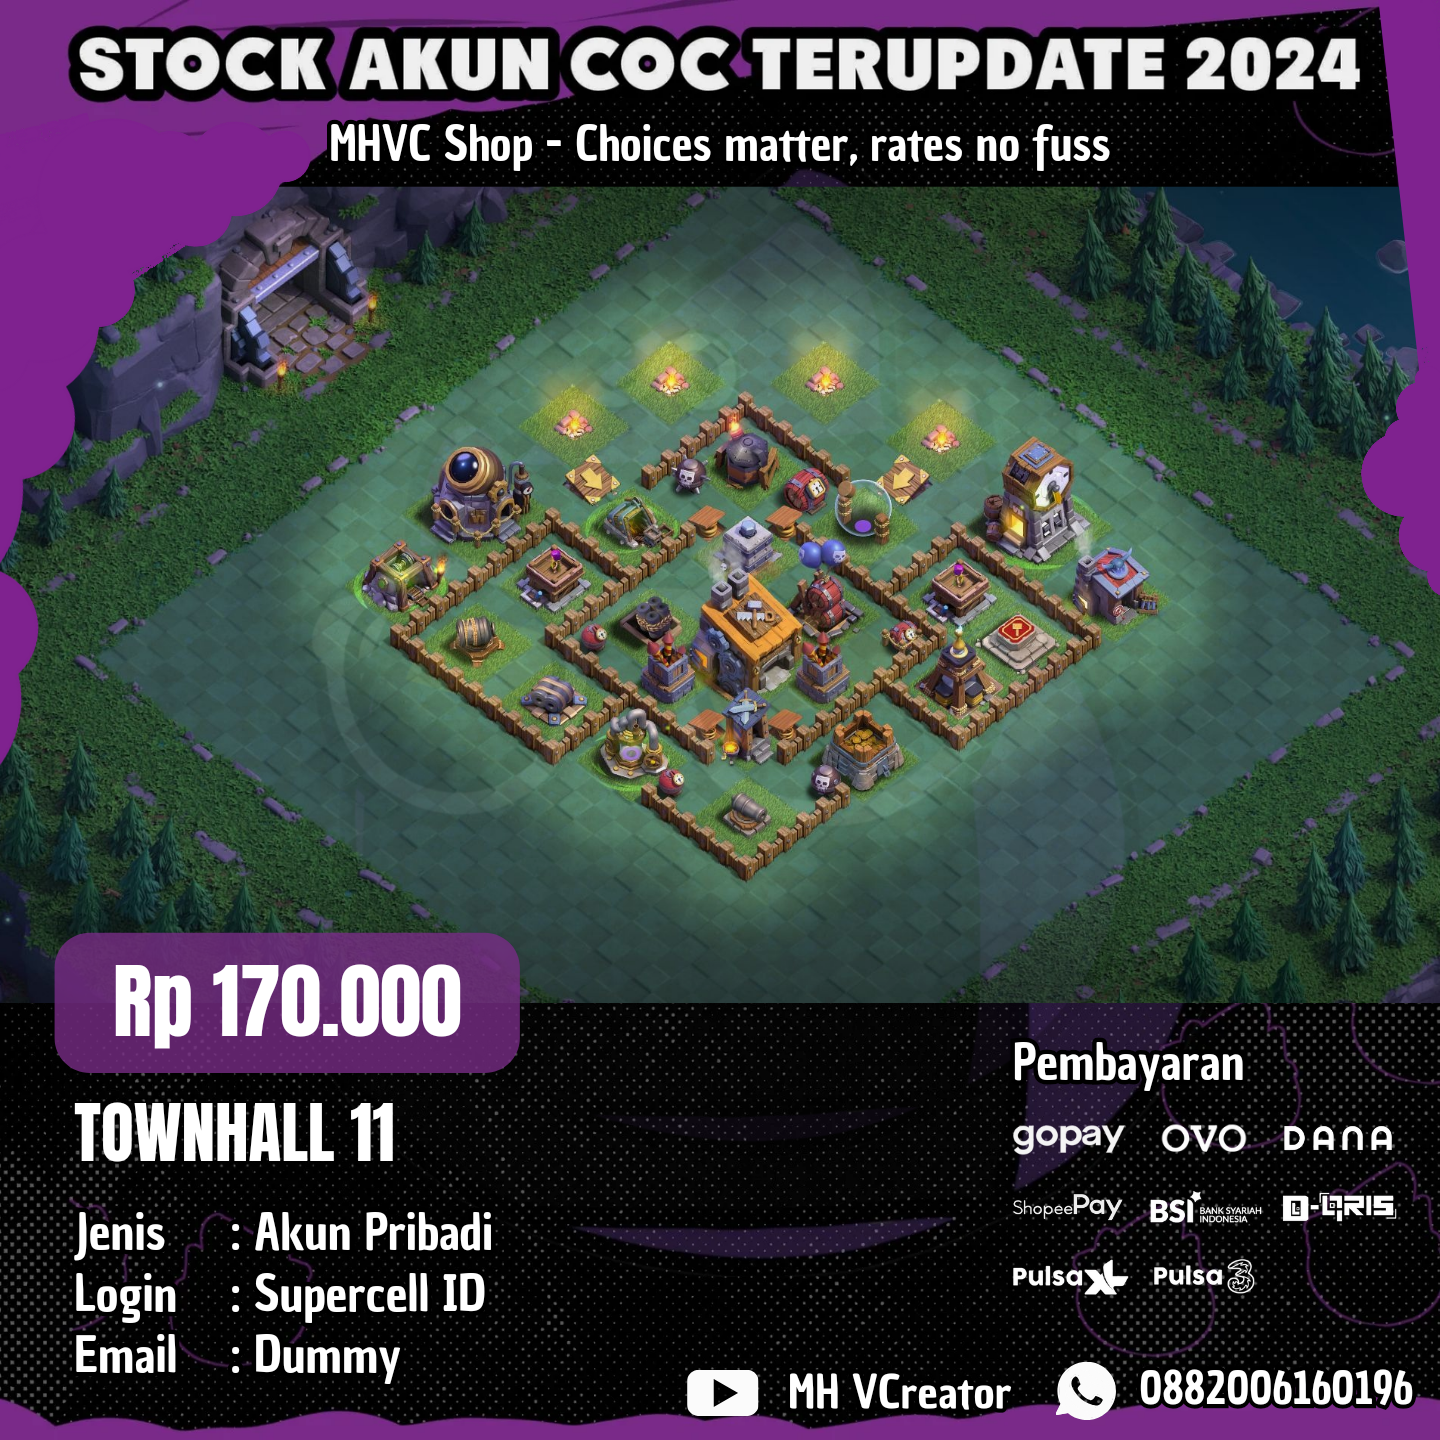 STOCK AKUN COC TERUPDATE 2024
MHVC Shop - Choices matter, rates no fuss
Rp 170.000
TOWNHALL 11
Jenis : Akun Pribadi
Login : Supercell ID
Email : Dummy
Pembayaran
gopay OVO DANA
ShopeePay BSI BANK SYARIAH INDONESIA QRIS
Pulsa XL Pulsa 3
MH VCreator 0882006160196